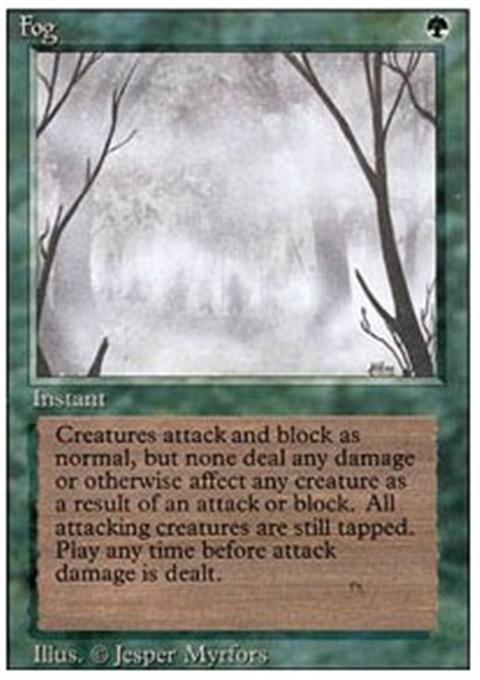 Fog
Instant
Creatures attack and block as
normal, but none deal any damage
or otherwise affect any creature as
a result of an attack or block. All
attacking creatures are still tapped.
Play any time before attack
damage is dealt.
Illus. © Jesper Myrfors